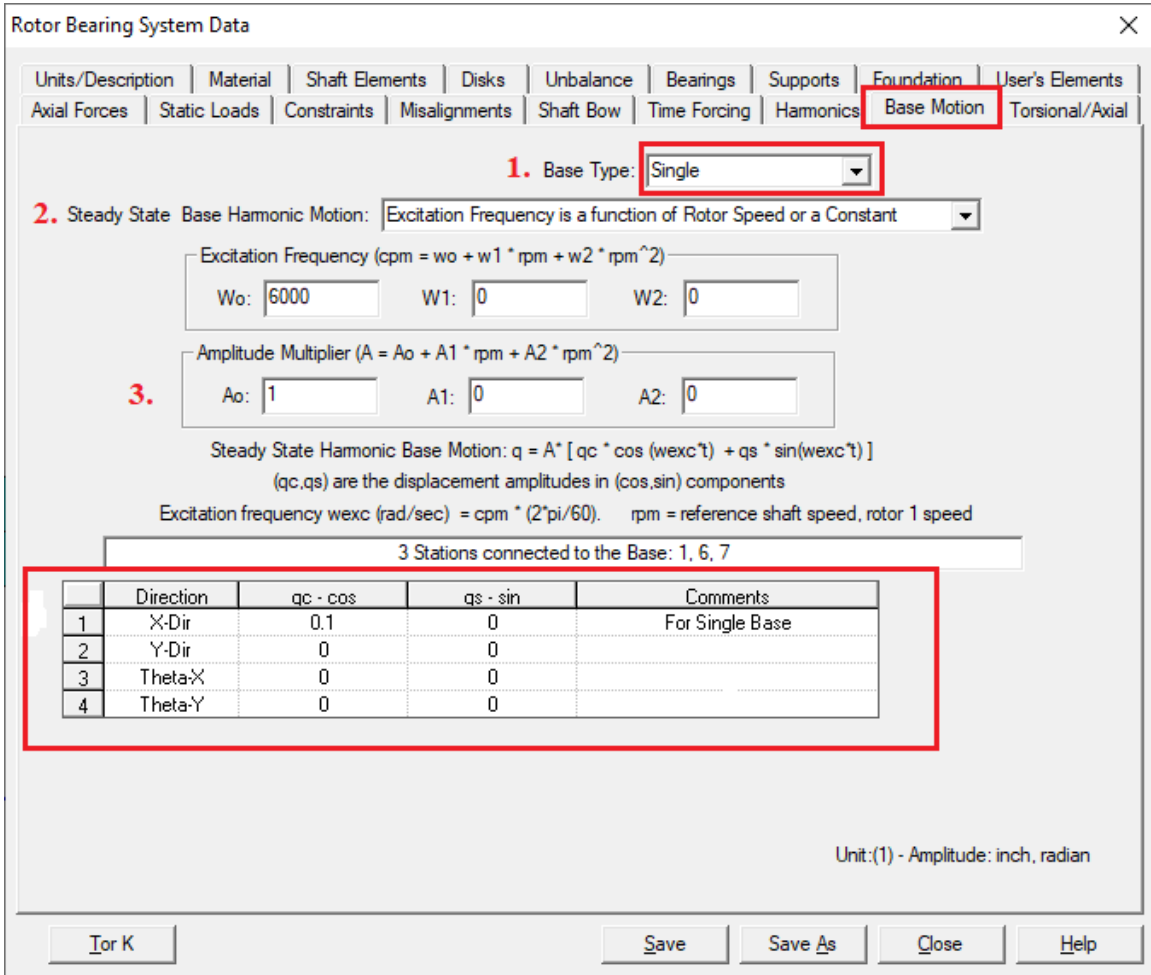 Rotor Bearing System Data
Units/Description Material Shaft Elements Disks Unbalance Bearings Supports Foundation User's Elements
Axial Forces Static Loads Constraints Misalignments Shaft Bow Time Forcing Harmonics Base Motion Torsional/Axial
1. Base Type: Single
2. Steady State Base Harmonic Motion: Excitation Frequency is a function of Rotor Speed or a Constant
Excitation Frequency (cpm = wo + w1 * rpm + w2 * rpm^2)
Wo: 6000 W1: 0 W2: 0
Amplitude Multiplier (A = Ao + A1 * rpm + A2 * rpm^2)
3. Ao: 1 A1: 0 A2: 0
Steady State Harmonic Base Motion: q = A* [ qc * cos (wexc*t) + qs * sin(wexc*t) ]
(qc,qs) are the displacement amplitudes in (cos,sin) components
Excitation frequency wexc (rad/sec) = cpm * (2*pi/60). rpm = reference shaft speed, rotor 1 speed
3 Stations connected to the Base: 1, 6, 7
Direction qc - cos qs - sin Comments
1 X-Dir 0.1 0 For Single Base
2 Y-Dir 0 0
3 Theta-X 0 0
4 Theta-Y 0 0
Unit:(1) - Amplitude: inch, radian
Tor K Save Save As Close Help